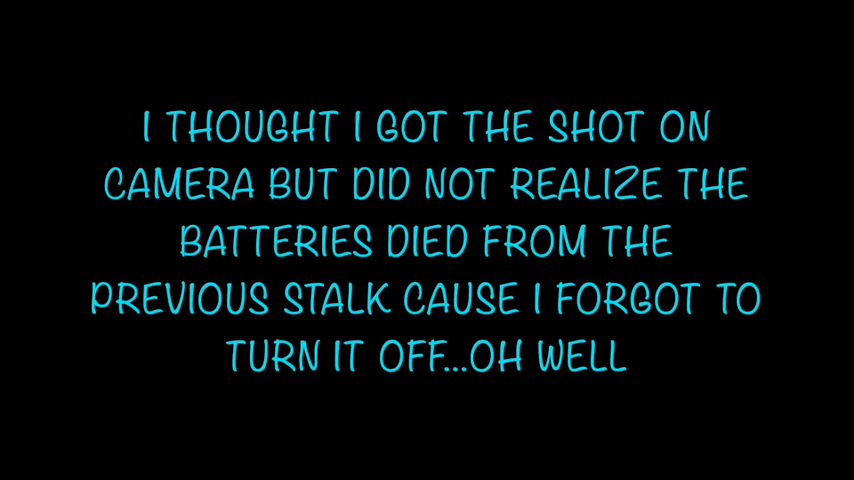 I THOUGHT I GOT THE SHOT ON
CAMERA BUT DID NOT REALIZE THE
BATTERIES DIED FROM THE
PREVIOUS STALK CAUSE I FORGOT TO
TURN IT OFF...OH WELL